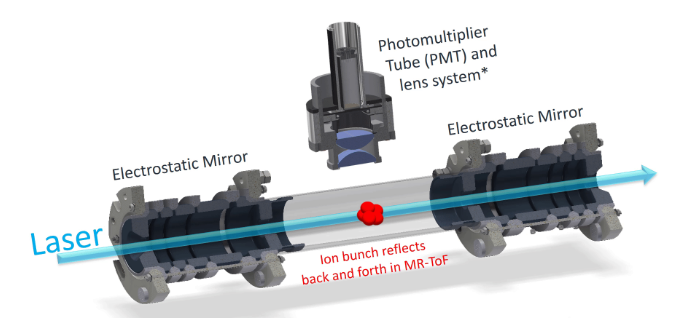 Photomultiplier
Tube (PMT) and
lens system*
Electrostatic Mirror
Electrostatic Mirror
Laser
Ion bunch reflects
back and forth in MR-ToF